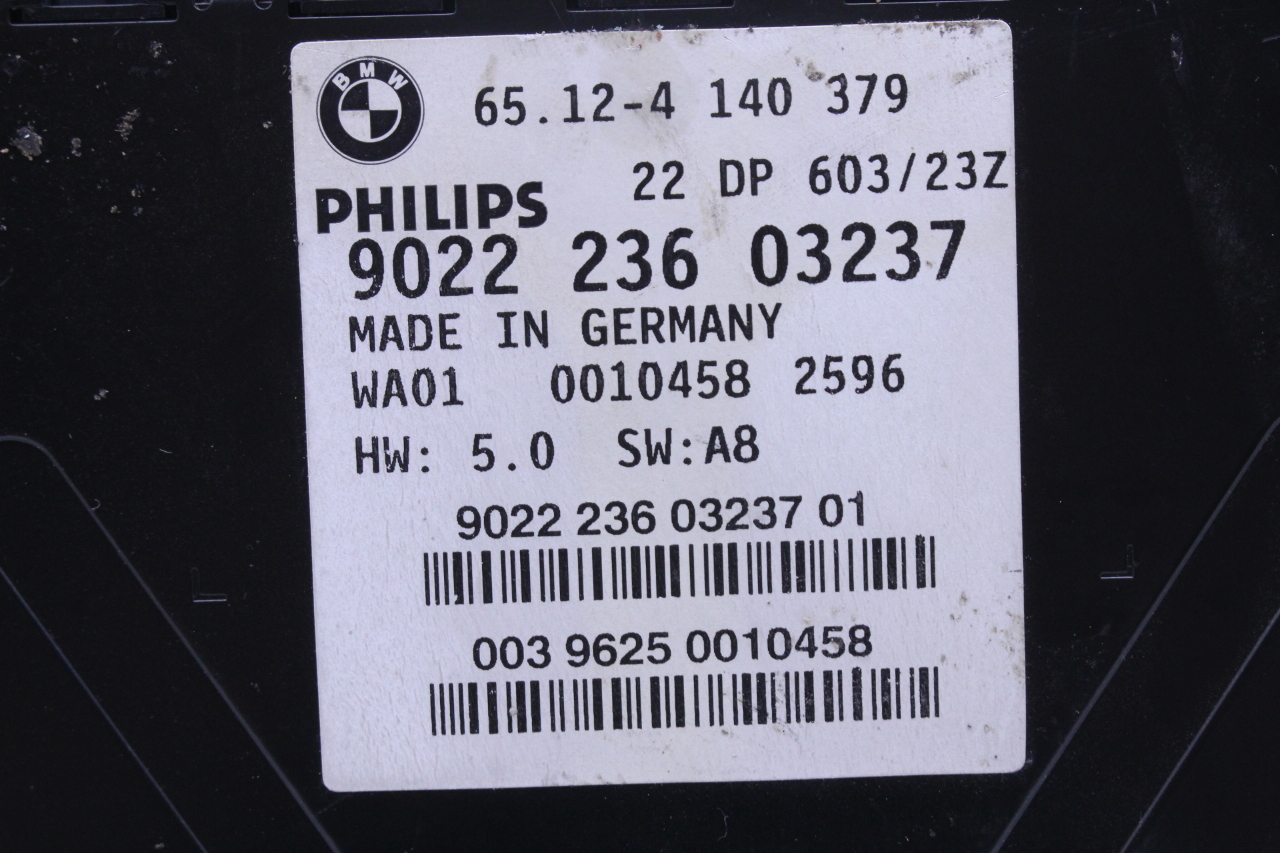 BMW
65.12-4 140 379
22 DP 603/23Z
PHILIPS
9022 236 03237
MADE IN GERMANY
WA01 0010458 2596
HW: 5.0 SW:A8
9022 236 03237 01
003 9625 0010458